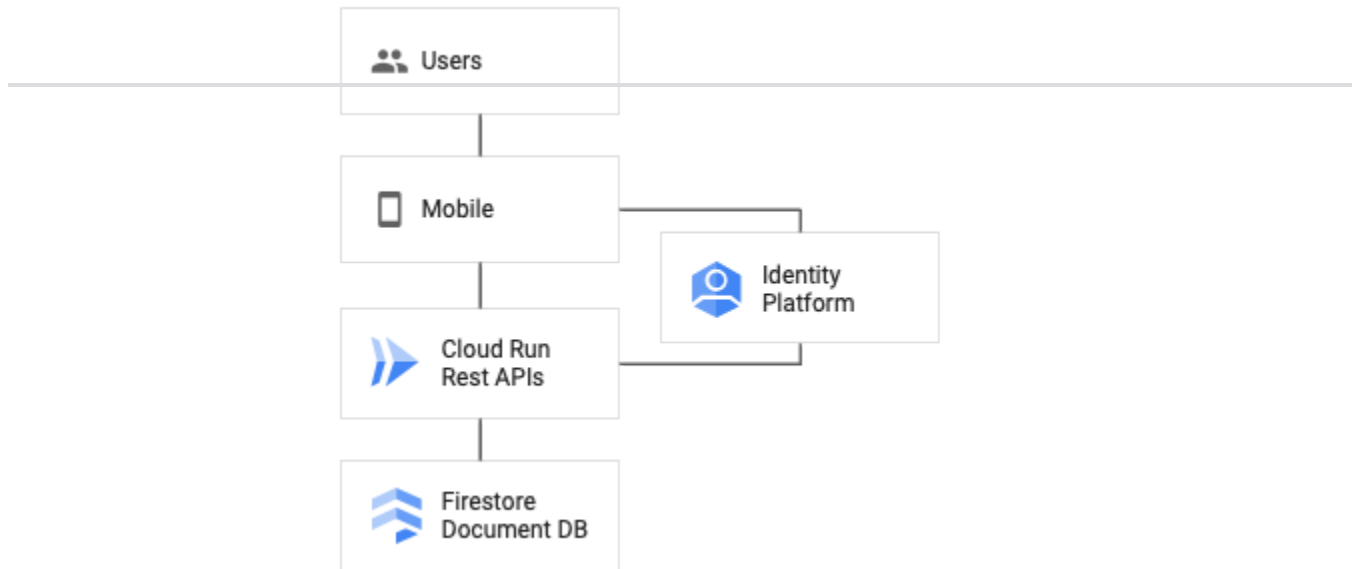 Users
Mobile
Identity
Platform
Cloud Run
Rest APIs
Firestore
Document DB